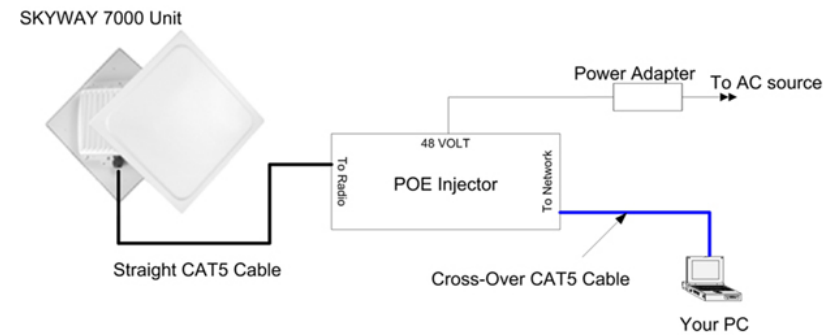 SKYWAY 7000 Unit
Power Adapter
To AC source
48 VOLT
To Radio
POE Injector
To Network
Straight CAT5 Cable
Cross-Over CAT5 Cable
Your PC